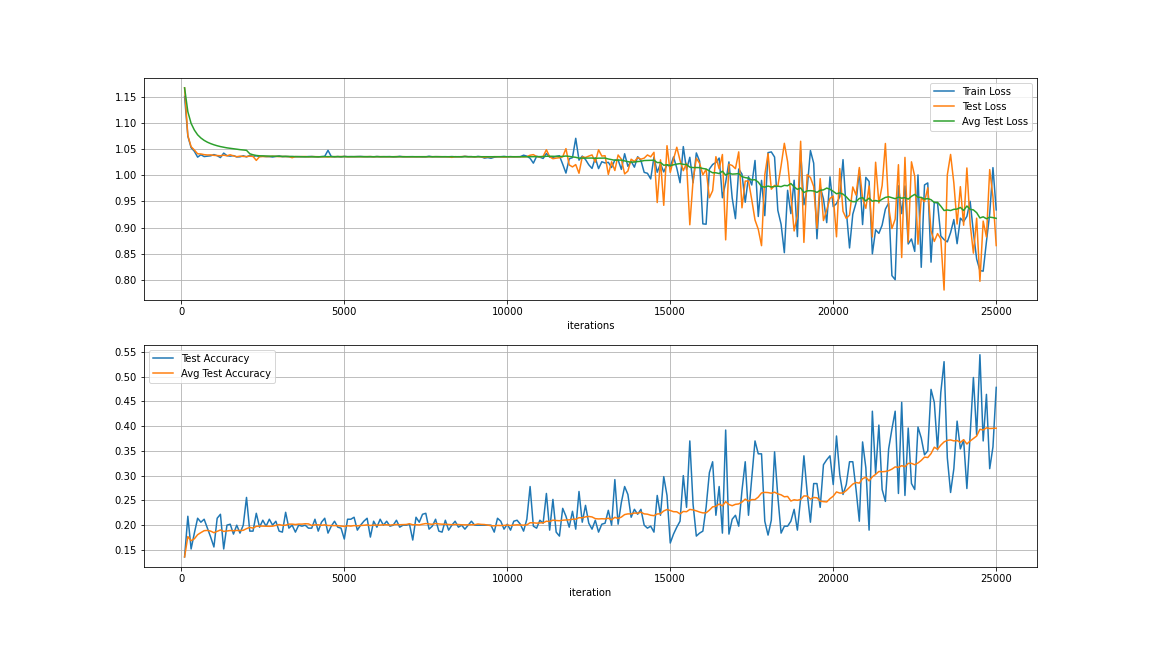 1.15
1.10
1.05
1.00
0.95
0.90
0.85
0.80
Train Loss
Test Loss
Avg Test Loss
0 5000 10000 15000 20000 25000
iterations
0.55
0.50
0.45
0.40
0.35
0.30
0.25
0.20
0.15
Test Accuracy
Avg Test Accuracy
0 5000 10000 15000 20000 25000
iteration